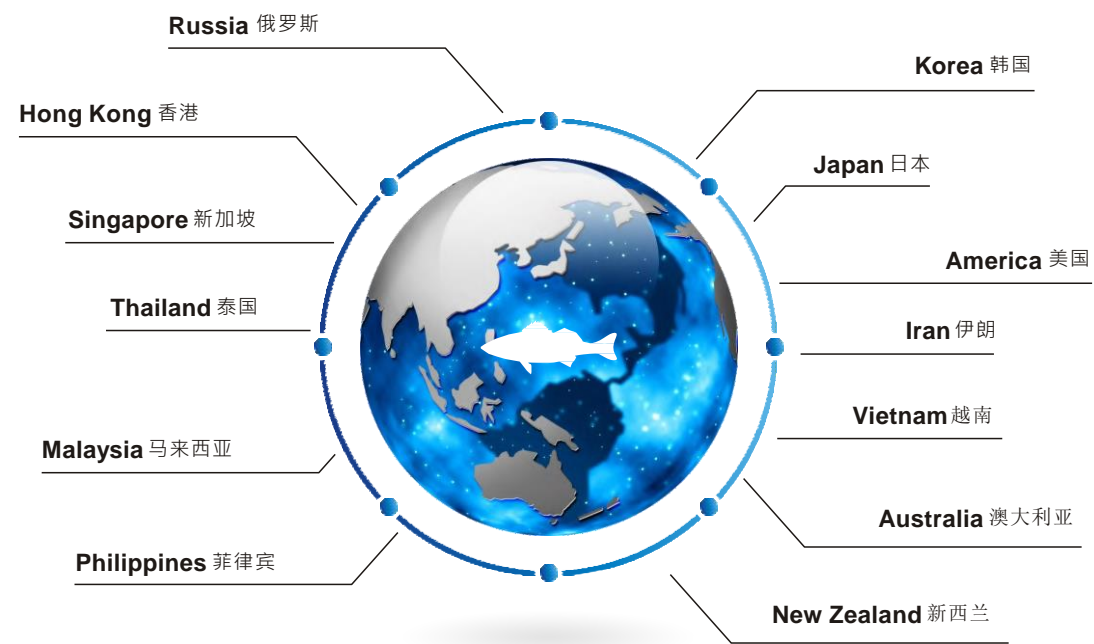 Russia 俄罗斯
Korea 韩国
Hong Kong 香港
Japan 日本
Singapore 新加坡
America 美国
Thailand 泰国
Iran 伊朗
Vietnam 越南
Malaysia 马来西亚
Australia 澳大利亚
Philippines 菲律宾
New Zealand 新西兰